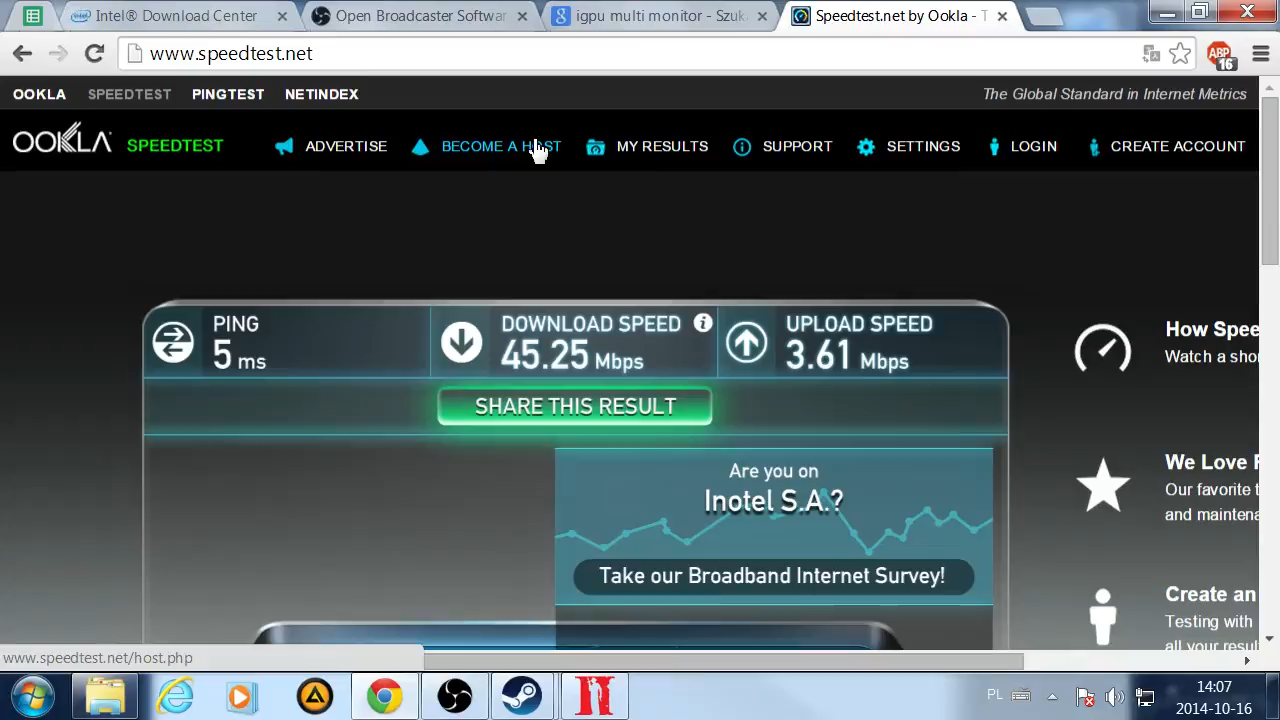 Intel® Download Center
Open Broadcaster Softwar
igpu multi monitor - Szuk
Speedtest.net by Ookla - T
www.speedtest.net
ABP
16
OOKLA SPEEDTEST PINGTEST NETINDEX
The Global Standard in Internet Metrics
OOKLA SPEEDTEST
ADVERTISE BECOME A HOST MY RESULTS SUPPORT SETTINGS LOGIN CREATE ACCOUNT
PING
5 ms
DOWNLOAD SPEED
45.25 Mbps
UPLOAD SPEED
3.61 Mbps
SHARE THIS RESULT
Are you on
Inotel S.A.?
Take our Broadband Internet Survey!
How Spee
Watch a sho
We Love
Our favorite
and maintena
Create an
Testing with
all your resul
www.speedtest.net/host.php
PL
14:07
2014-10-16